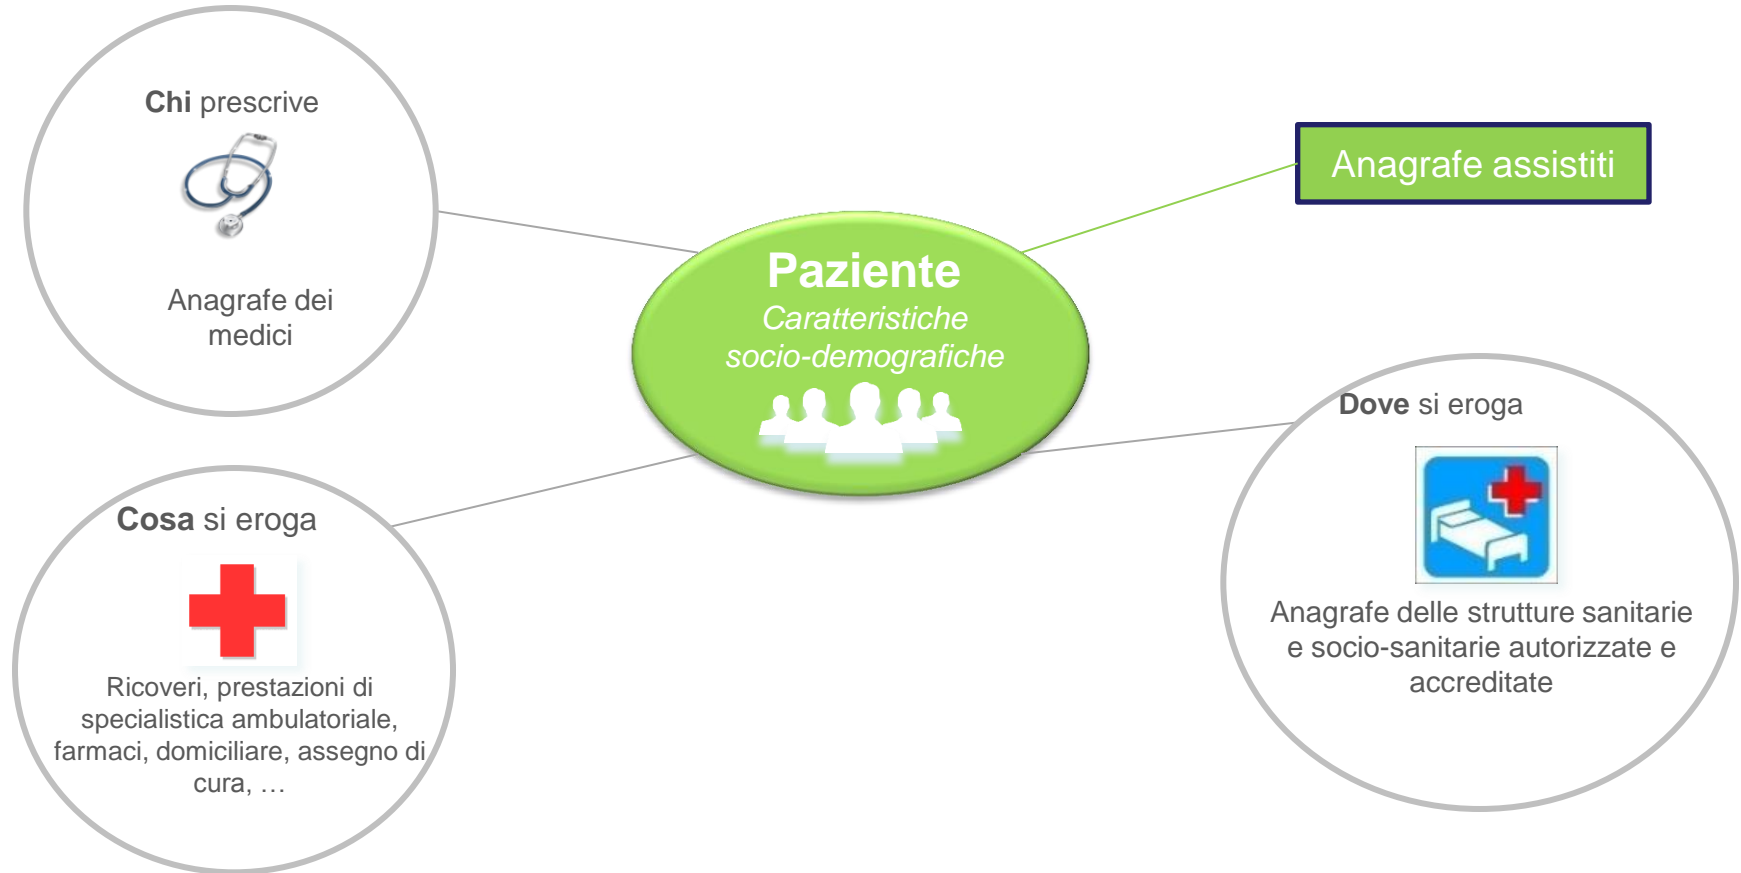 Chi prescrive
Anagrafe dei
medici
Anagrafe assistiti
Paziente
Caratteristiche
socio-demografiche
Cosa si eroga
Ricoveri, prestazioni di
specialistica ambulatoriale,
farmaci, domiciliare, assegno di
cura, …
Dove si eroga
Anagrafe delle strutture sanitarie
e socio-sanitarie autorizzate e
accreditate